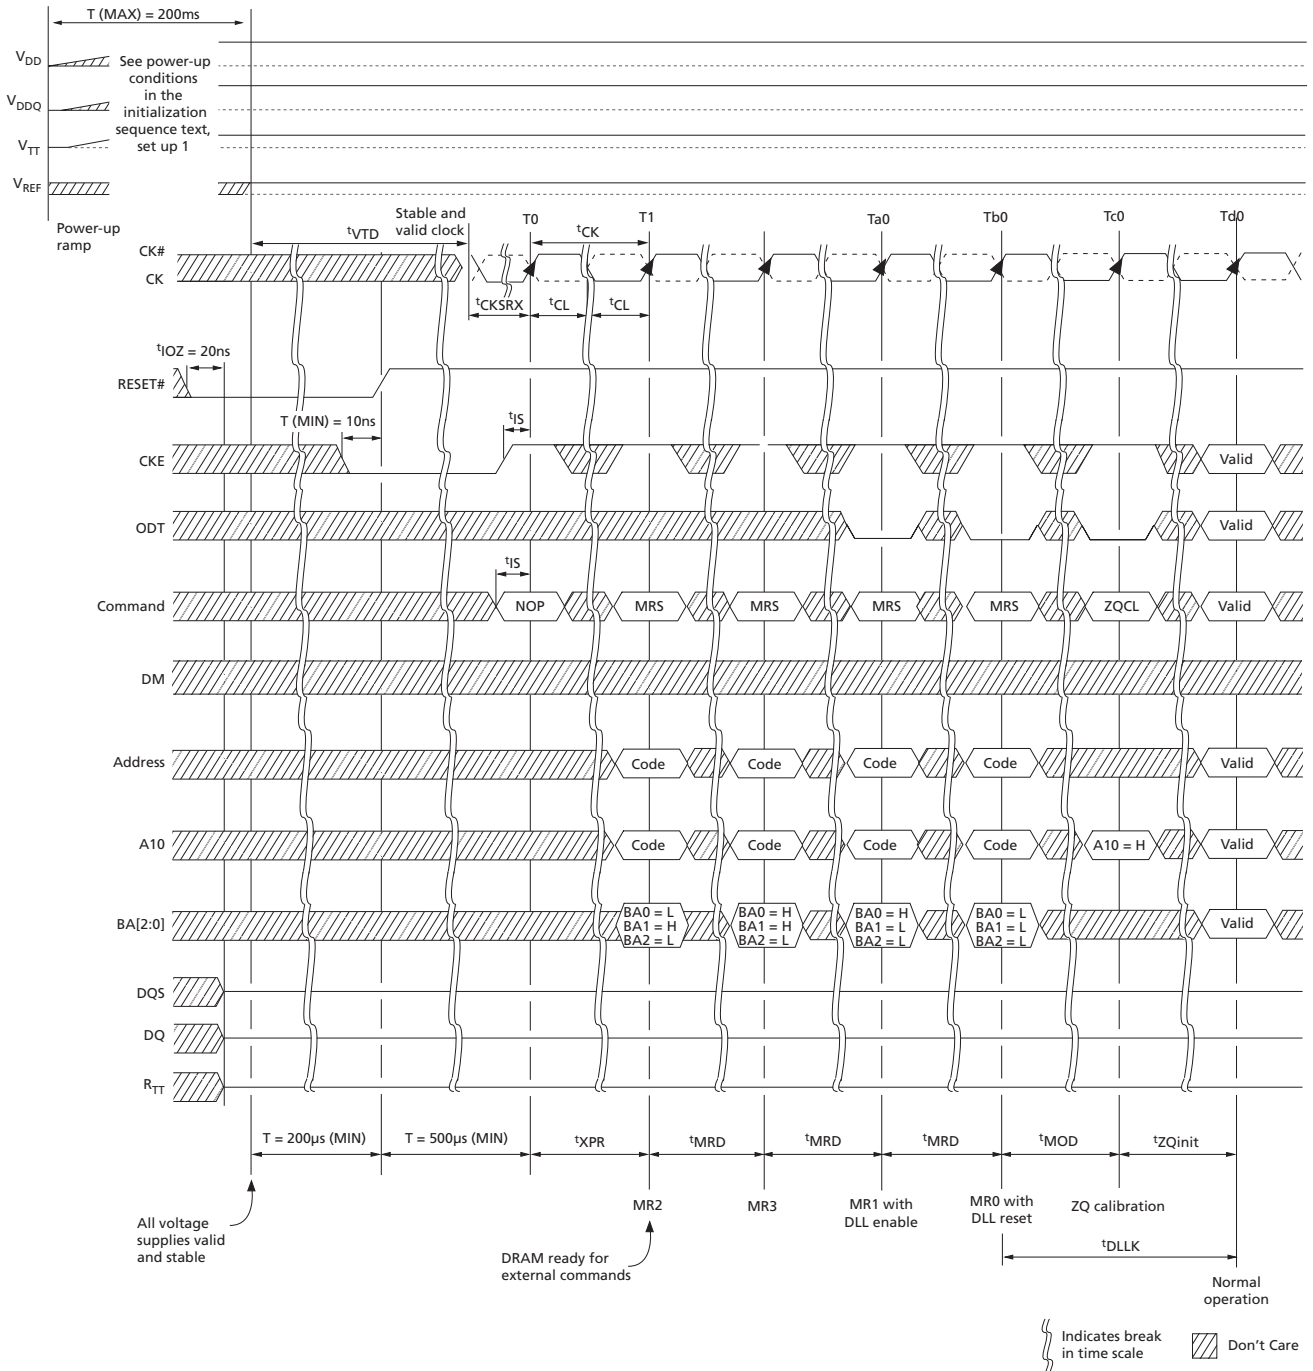 T (MAX) = 200ms
VDD
See power-up
conditions
in the
initialization
sequence text,
set up 1
VDDQ
VTT
VREF
Power-up
ramp
Stable and
valid clock
T0
T1
Ta0
Tb0
Tc0
Td0
tVTD
tCK
CK#
CK
tCKSRX
tCL
tCL
tIOZ = 20ns
RESET#
T (MIN) = 10ns
tIS
CKE
Valid
ODT
Valid
tIS
Command
NOP
MRS
MRS
MRS
MRS
ZQCL
Valid
DM
Address
Code
Code
Code
Code
Valid
A10
Code
Code
Code
Code
A10 = H
Valid
BA[2:0]
BA0 = L
BA1 = H
BA2 = L
BA0 = H
BA1 = H
BA2 = L
BA0 = H
BA1 = L
BA2 = L
BA0 = L
BA1 = L
BA2 = L
Valid
DQS
DQ
RTT
T = 200µs (MIN)
T = 500µs (MIN)
tXPR
tMRD
tMRD
tMRD
tMOD
tZQinit
MR2
MR3
MR1 with
DLL enable
MR0 with
DLL reset
ZQ calibration
All voltage
supplies valid
and stable
DRAM ready for
external commands
tDLLK
Normal
operation
Indicates break
in time scale
Don't Care